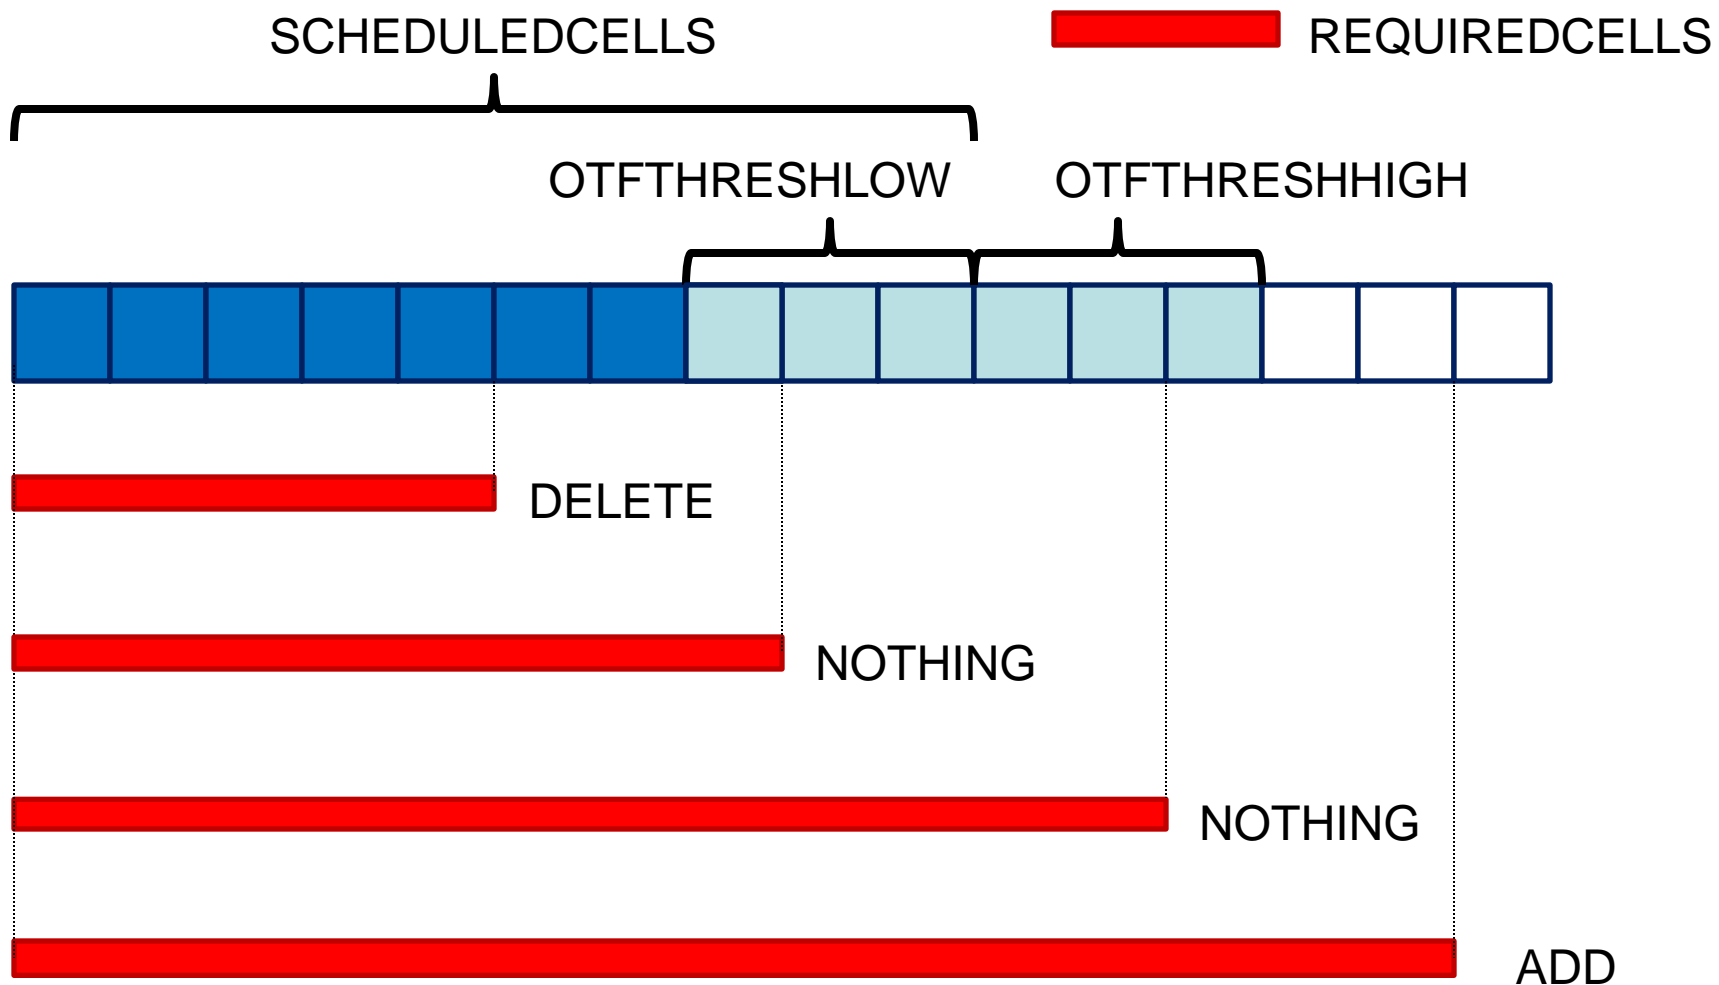 SCHEDULEDCELLS
REQUIREDCELLS
OTFTHRESHLOW
OTFTHRESHHIGH
DELETE
NOTHING
NOTHING
ADD